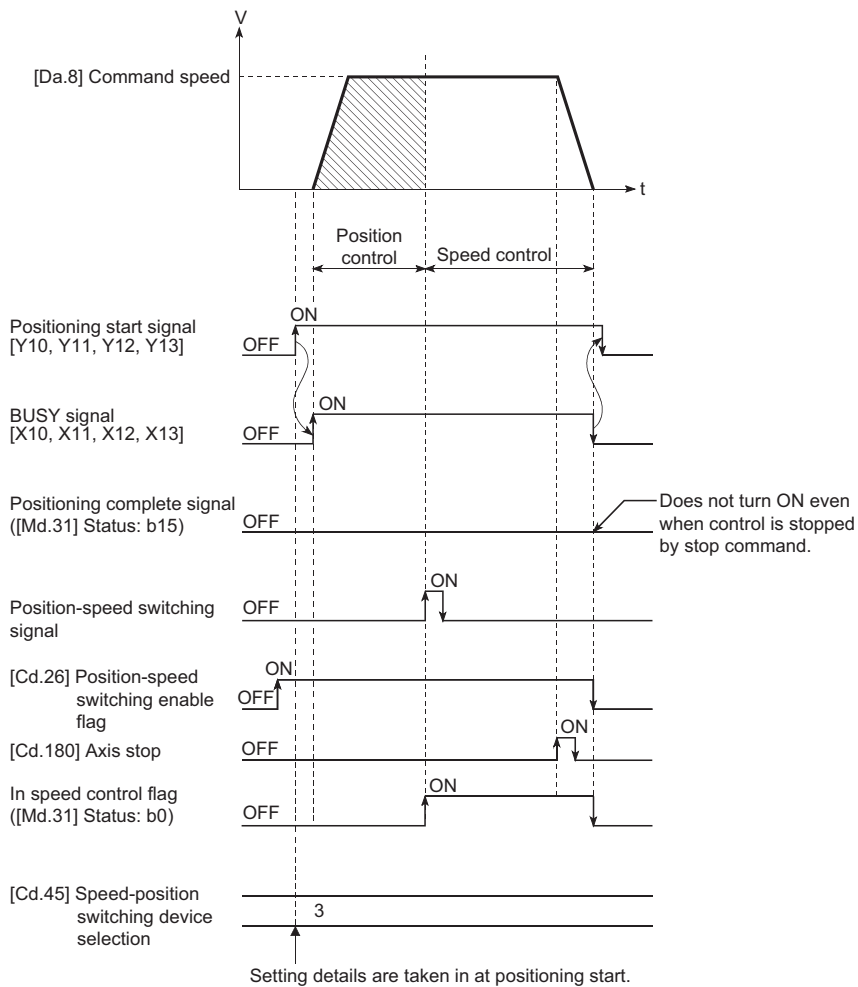 V
[Da.8] Command speed
t
Position
control
Speed control
ON
Positioning start signal
[Y10, Y11, Y12, Y13]
OFF
ON
BUSY signal
[X10, X11, X12, X13]
OFF
Positioning complete signal
([Md.31] Status: b15)
OFF
Does not turn ON even
when control is stopped
by stop command.
ON
Position-speed switching
signal
OFF
ON
[Cd.26] Position-speed
switching enable
flag
OFF
ON
[Cd.180] Axis stop
OFF
ON
In speed control flag
([Md.31] Status: b0)
OFF
[Cd.45] Speed-position
switching device
selection
3
Setting details are taken in at positioning start.